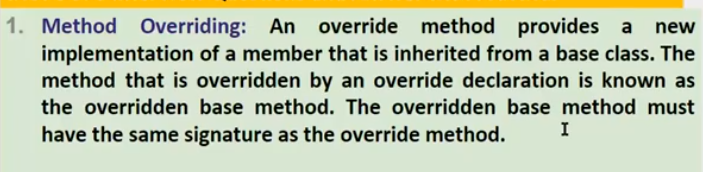 1. Method Overriding: An override method provides a new
implementation of a member that is inherited from a base class. The
method that is overridden by an override declaration is known as
the overridden base method. The overridden base method must
have the same signature as the override method.